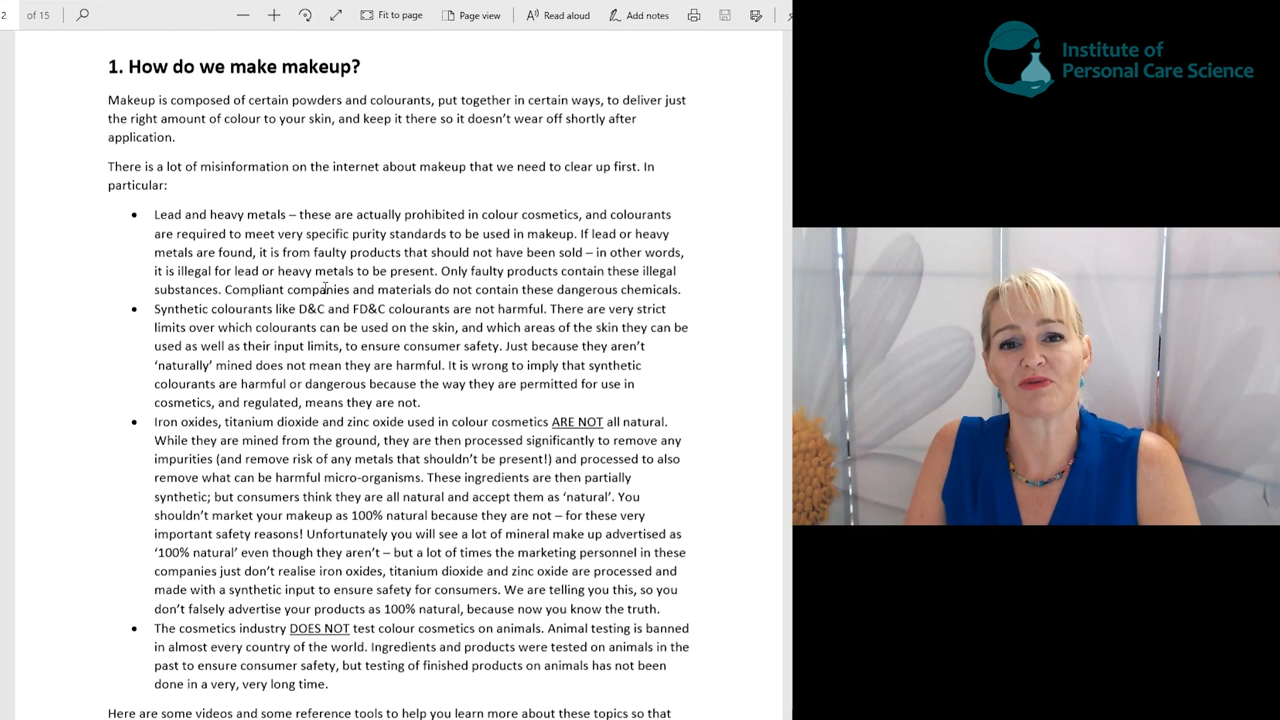 2 of 15 Fit to page Page view Read aloud Add notes
Institute of
Personal Care Science
1. How do we make makeup?
Makeup is composed of certain powders and colourants, put together in certain ways, to deliver just
the right amount of colour to your skin, and keep it there so it doesn't wear off shortly after
application.
There is a lot of misinformation on the internet about makeup that we need to clear up first. In
particular:
• Lead and heavy metals – these are actually prohibited in colour cosmetics, and colourants
are required to meet very specific purity standards to be used in makeup. If lead or heavy
metals are found, it is from faulty products that should not have been sold – in other words,
it is illegal for lead or heavy metals to be present. Only faulty products contain these illegal
substances. Compliant companies and materials do not contain these dangerous chemicals.
• Synthetic colourants like D&C and FD&C colourants are not harmful. There are very strict
limits over which colourants can be used on the skin, and which areas of the skin they can be
used as well as their input limits, to ensure consumer safety. Just because they aren't
'naturally' mined does not mean they are harmful. It is wrong to imply that synthetic
colourants are harmful or dangerous because the way they are permitted for use in
cosmetics, and regulated, means they are not.
• Iron oxides, titanium dioxide and zinc oxide used in colour cosmetics ARE NOT all natural.
While they are mined from the ground, they are then processed significantly to remove any
impurities (and remove risk of any metals that shouldn't be present!) and processed to also
remove what can be harmful micro-organisms. These ingredients are then partially
synthetic; but consumers think they are all natural and accept them as 'natural'. You
shouldn't market your makeup as 100% natural because they are not – for these very
important safety reasons! Unfortunately you will see a lot of mineral make up advertised as
'100% natural' even though they aren't – but a lot of times the marketing personnel in these
companies just don't realise iron oxides, titanium dioxide and zinc oxide are processed and
made with a synthetic input to ensure safety for consumers. We are telling you this, so you
don't falsely advertise your products as 100% natural, because now you know the truth.
• The cosmetics industry DOES NOT test colour cosmetics on animals. Animal testing is banned
in almost every country of the world. Ingredients and products were tested on animals in the
past to ensure consumer safety, but testing of finished products on animals has not been
done in a very, very long time.
Here are some videos and some reference tools to help you learn more about these topics so that